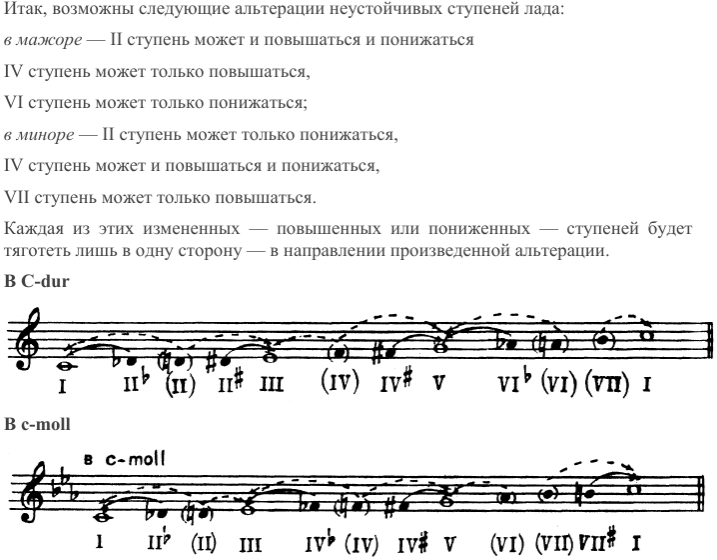 Итак, возможны следующие альтерации неустойчивых ступеней лада:
в мажоре — II ступень может и повышаться и понижаться
IV ступень может только повышаться,
VI ступень может только понижаться;
в миноре — II ступень может только понижаться,
IV ступень может и повышаться и понижаться,
VII ступень может только повышаться.
Каждая из этих измененных — повышенных или пониженных — ступеней будет
тяготеть лишь в одну сторону — в направлении произведенной альтерации.
В C-dur
I II♭ (II) II♯ III (IV) IV♯ V VI♭ (VI) (VII) I
В c-moll
в c-moll
I II♭ (II) III IV♭ (IV) IV♯ V (VI) (VII) VII♯ I